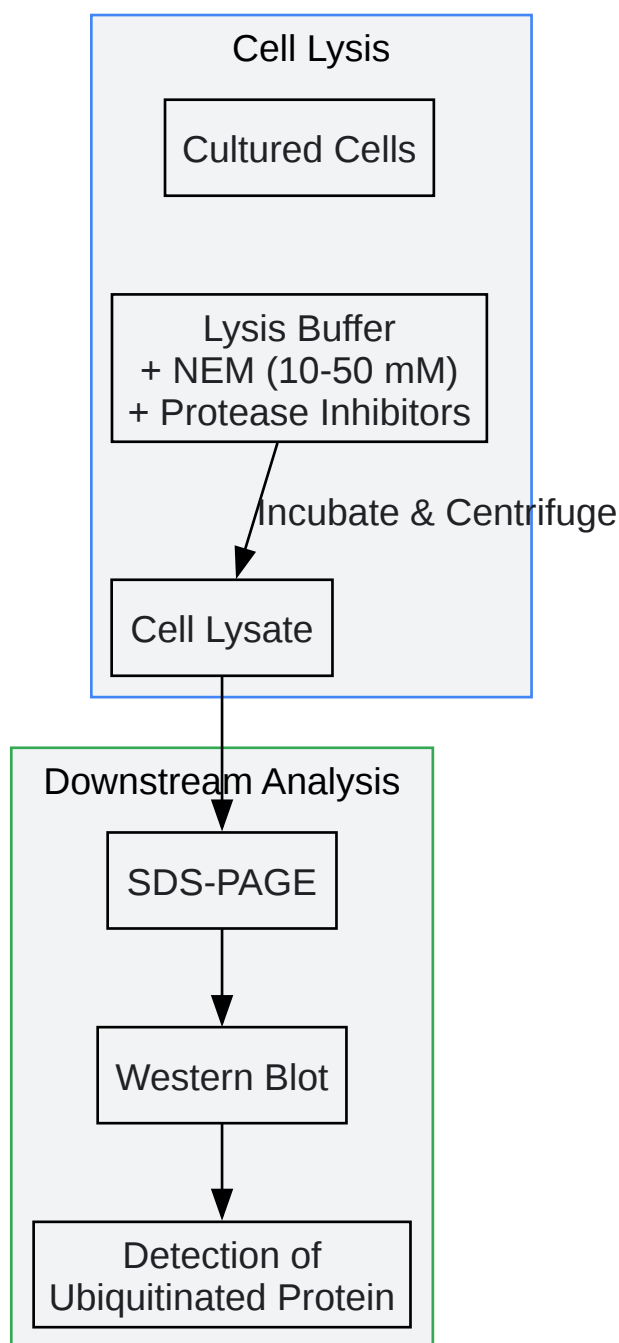 Cell Lysis
Cultured Cells
Lysis Buffer
+ NEM (10-50 mM)
+ Protease Inhibitors
Incubate & Centrifuge
Cell Lysate
Downstream Analysis
SDS-PAGE
Western Blot
Detection of
Ubiquitinated Protein